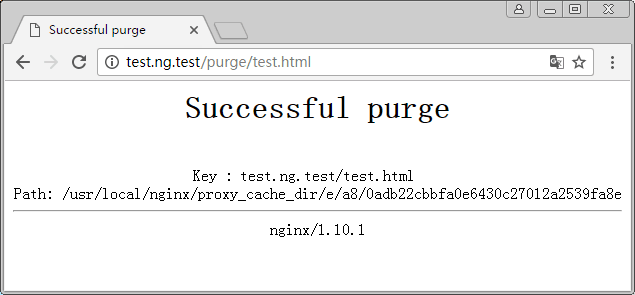 Successful purge
test.ng.test/purge/test.html
Successful purge
Key : test.ng.test/test.html
Path: /usr/local/nginx/proxy_cache_dir/e/a8/0adb22cbbfa0e6430c27012a2539fa8e
nginx/1.10.1